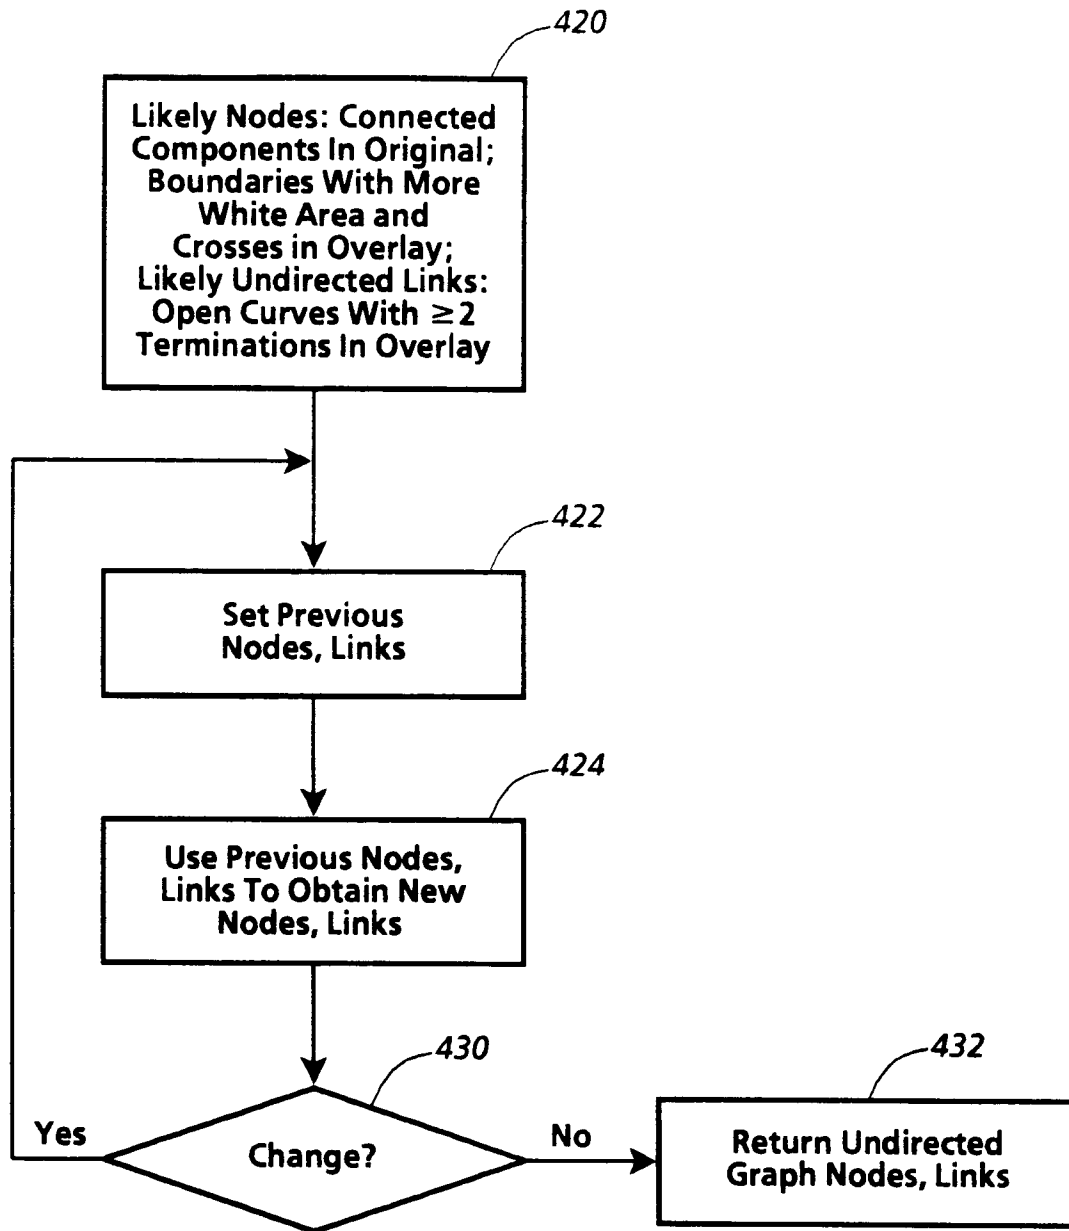 420
Likely Nodes: Connected
Components In Original;
Boundaries With More
White Area and
Crosses in Overlay;
Likely Undirected Links:
Open Curves With ≥2
Terminations In Overlay
422
Set Previous
Nodes, Links
424
Use Previous Nodes,
Links To Obtain New
Nodes, Links
430
Change?
Yes
No
432
Return Undirected
Graph Nodes, Links